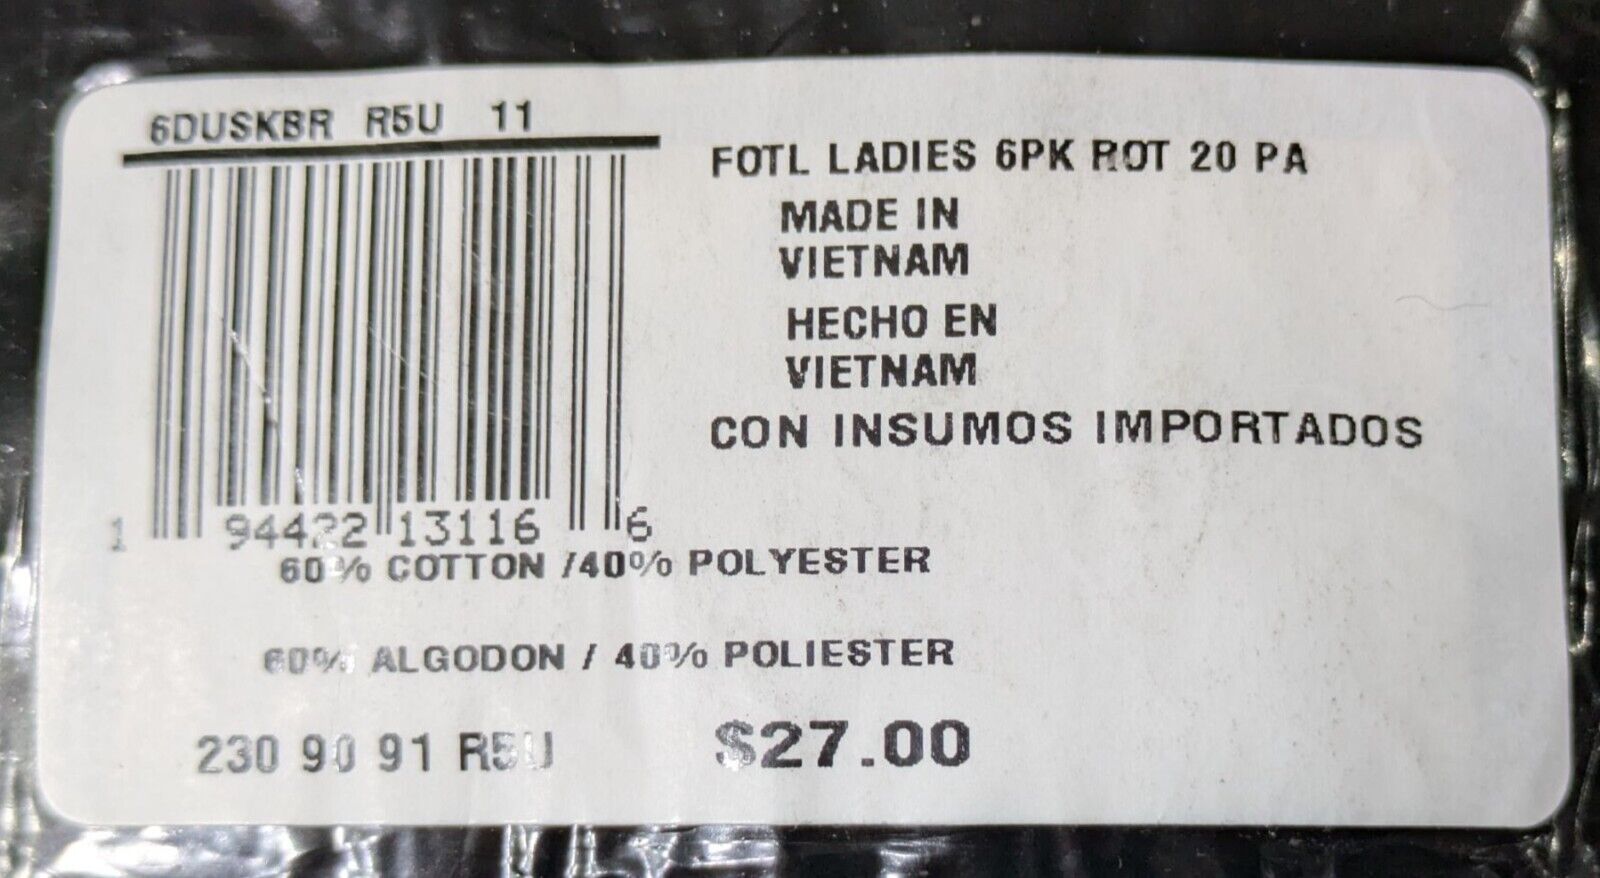 6DUSKBR R5U 11
1 94422 13116 6
FOTL LADIES 6PK ROT 20 PA
MADE IN
VIETNAM
HECHO EN
VIETNAM
CON INSUMOS IMPORTADOS
60% COTTON /40% POLYESTER
60% ALGODON / 40% POLIESTER
230 90 91 R5U
$27.00